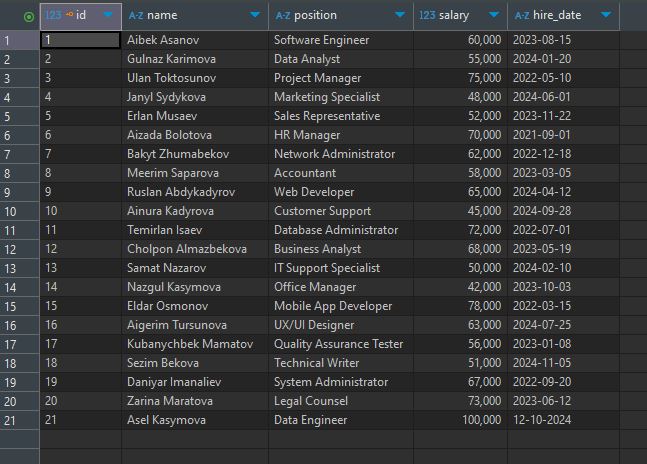 123 id A-Z name A-Z position 123 salary A-Z hire_date
1 1 Aibek Asanov Software Engineer 60,000 2023-08-15
2 2 Gulnaz Karimova Data Analyst 55,000 2024-01-20
3 3 Ulan Toktosunov Project Manager 75,000 2022-05-10
4 4 Janyl Sydykova Marketing Specialist 48,000 2024-06-01
5 5 Erlan Musaev Sales Representative 52,000 2023-11-22
6 6 Aizada Bolotova HR Manager 70,000 2021-09-01
7 7 Bakyt Zhumabekov Network Administrator 62,000 2022-12-18
8 8 Meerim Saparova Accountant 58,000 2023-03-05
9 9 Ruslan Abdykadyrov Web Developer 65,000 2024-04-12
10 10 Ainura Kadyrova Customer Support 45,000 2024-09-28
11 11 Temirlan Isaev Database Administrator 72,000 2022-07-01
12 12 Cholpon Almazbekova Business Analyst 68,000 2023-05-19
13 13 Samat Nazarov IT Support Specialist 50,000 2024-02-10
14 14 Nazgul Kasymova Office Manager 42,000 2023-10-03
15 15 Eldar Osmonov Mobile App Developer 78,000 2022-03-15
16 16 Aigerim Tursunova UX/UI Designer 63,000 2024-07-25
17 17 Kubanychbek Mamatov Quality Assurance Tester 56,000 2023-01-08
18 18 Sezim Bekova Technical Writer 51,000 2024-11-05
19 19 Daniyar Imanaliev System Administrator 67,000 2022-09-20
20 20 Zarina Maratova Legal Counsel 73,000 2023-06-12
21 21 Asel Kasymova Data Engineer 100,000 12-10-2024